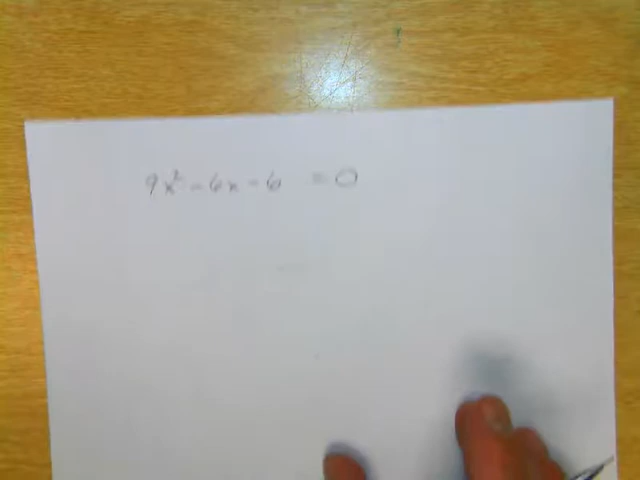 9x² - 6x - 6 = 0